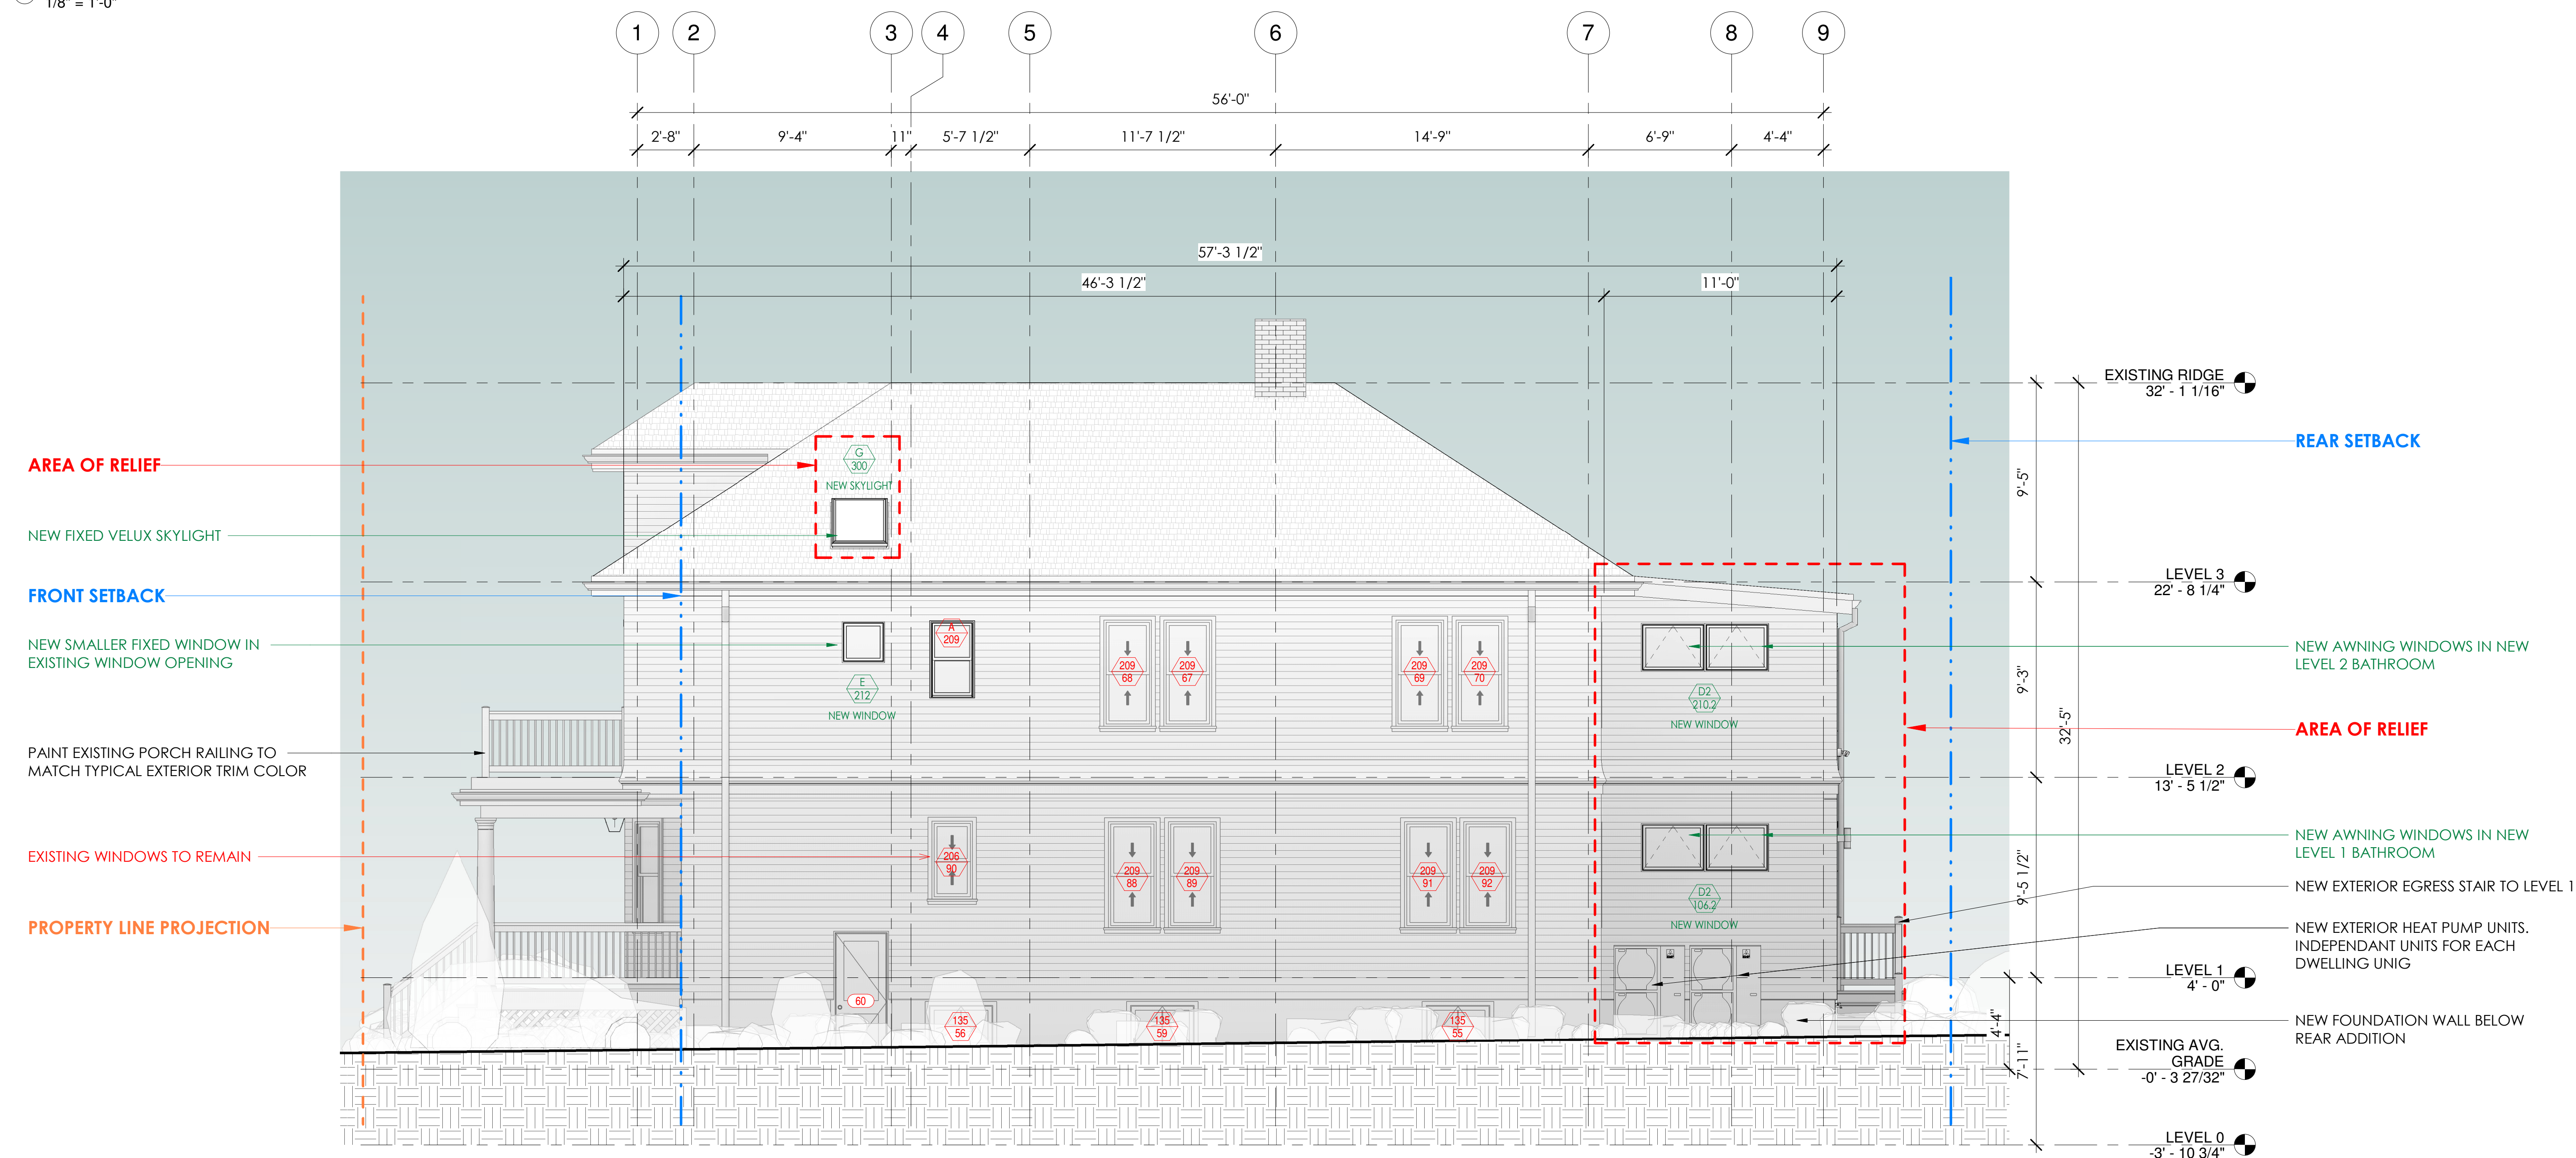 1/8" = 1'-0"
1 2 3 4 5 6 7 8 9
56'-0"
2'-8" 9'-4" 11" 5'-7 1/2" 11'-7 1/2" 14'-9" 6'-9" 4'-4"
57'-3 1/2"
46'-3 1/2" 11'-0"
EXISTING RIDGE
32' - 1 1/16"
AREA OF RELIEF
G
300
NEW SKYLIGHT
REAR SETBACK
9'-5"
NEW FIXED VELUX SKYLIGHT
LEVEL 3
22' - 8 1/4"
FRONT SETBACK
NEW SMALLER FIXED WINDOW IN
EXISTING WINDOW OPENING
A
209
209
68
209
67
209
69
209
70
E
212
NEW WINDOW
D2
210.2
NEW WINDOW
NEW AWNING WINDOWS IN NEW
LEVEL 2 BATHROOM
9'-3"
32'-5"
AREA OF RELIEF
PAINT EXISTING PORCH RAILING TO
MATCH TYPICAL EXTERIOR TRIM COLOR
LEVEL 2
13' - 5 1/2"
EXISTING WINDOWS TO REMAIN
206
90
209
88
209
89
209
91
209
92
NEW AWNING WINDOWS IN NEW
LEVEL 1 BATHROOM
D2
106.2
NEW WINDOW
9'-5 1/2"
NEW EXTERIOR EGRESS STAIR TO LEVEL 1
PROPERTY LINE PROJECTION
NEW EXTERIOR HEAT PUMP UNITS.
INDEPENDANT UNITS FOR EACH
DWELLING UNIG
LEVEL 1
4' - 0"
60
135
56
135
59
135
55
4'-4"
NEW FOUNDATION WALL BELOW
REAR ADDITION
7'-11"
EXISTING AVG.
GRADE
-0' - 3 27/32"
LEVEL 0
-3' - 10 3/4"